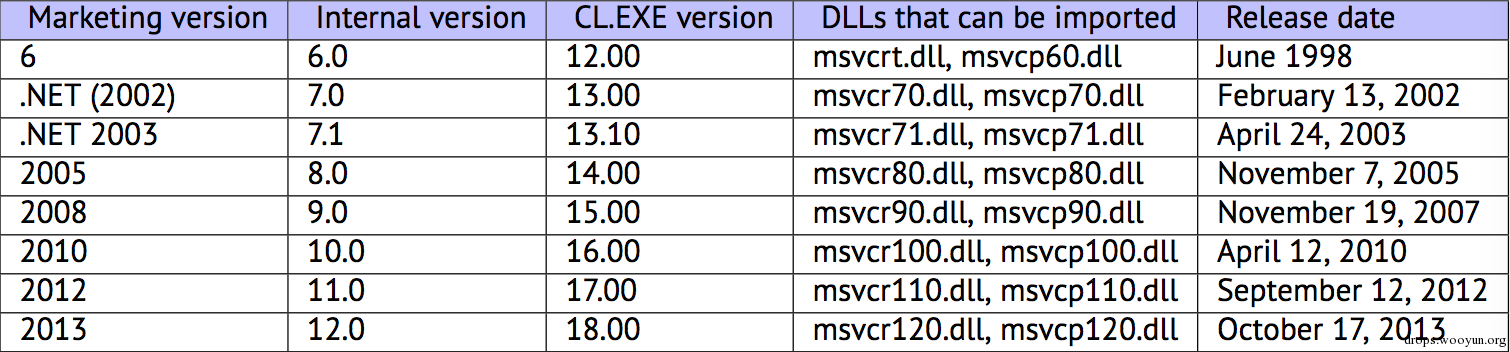 Marketing version Internal version CL.EXE version DLLs that can be imported Release date
6 6.0 12.00 msvcrt.dll, msvcp60.dll June 1998
.NET (2002) 7.0 13.00 msvcr70.dll, msvcp70.dll February 13, 2002
.NET 2003 7.1 13.10 msvcr71.dll, msvcp71.dll April 24, 2003
2005 8.0 14.00 msvcr80.dll, msvcp80.dll November 7, 2005
2008 9.0 15.00 msvcr90.dll, msvcp90.dll November 19, 2007
2010 10.0 16.00 msvcr100.dll, msvcp100.dll April 12, 2010
2012 11.0 17.00 msvcr110.dll, msvcp110.dll September 12, 2012
2013 12.0 18.00 msvcr120.dll, msvcp120.dll October 17, 2013
drops.wooyun.org